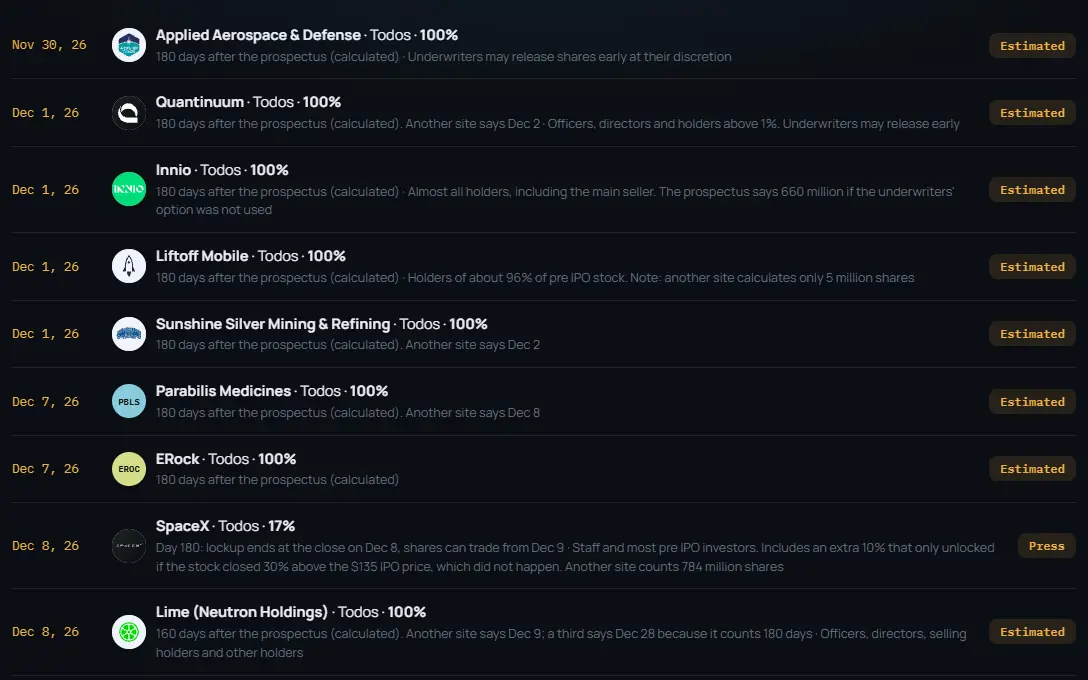 Nov 30, 26
Applied Aerospace & Defense · Todos · 100%
180 days after the prospectus (calculated) · Underwriters may release shares early at their discretion
Estimated
Dec 1, 26
Quantinuum · Todos · 100%
180 days after the prospectus (calculated). Another site says Dec 2 · Officers, directors and holders above 1%. Underwriters may release early
Estimated
Dec 1, 26
INNIO
Innio · Todos · 100%
180 days after the prospectus (calculated) · Almost all holders, including the main seller. The prospectus says 660 million if the underwriters'
option was not used
Estimated
Dec 1, 26
Liftoff Mobile · Todos · 100%
180 days after the prospectus (calculated) · Holders of about 96% of pre IPO stock. Note: another site calculates only 5 million shares
Estimated
Dec 1, 26
Sunshine Silver Mining & Refining · Todos · 100%
180 days after the prospectus (calculated). Another site says Dec 2
Estimated
Dec 7, 26
PBLS
Parabilis Medicines · Todos · 100%
180 days after the prospectus (calculated). Another site says Dec 8
Estimated
Dec 7, 26
EROC
ERock · Todos · 100%
180 days after the prospectus (calculated)
Estimated
Dec 8, 26
SPACEX
SpaceX · Todos · 17%
Day 180: lockup ends at the close on Dec 8, shares can trade from Dec 9 · Staff and most pre IPO investors. Includes an extra 10% that only unlocked
if the stock closed 30% above the $135 IPO price, which did not happen. Another site counts 784 million shares
Press
Dec 8, 26
Lime (Neutron Holdings) · Todos · 100%
160 days after the prospectus (calculated). Another site says Dec 9; a third says Dec 28 because it counts 180 days · Officers, directors, selling
holders and other holders
Estimated